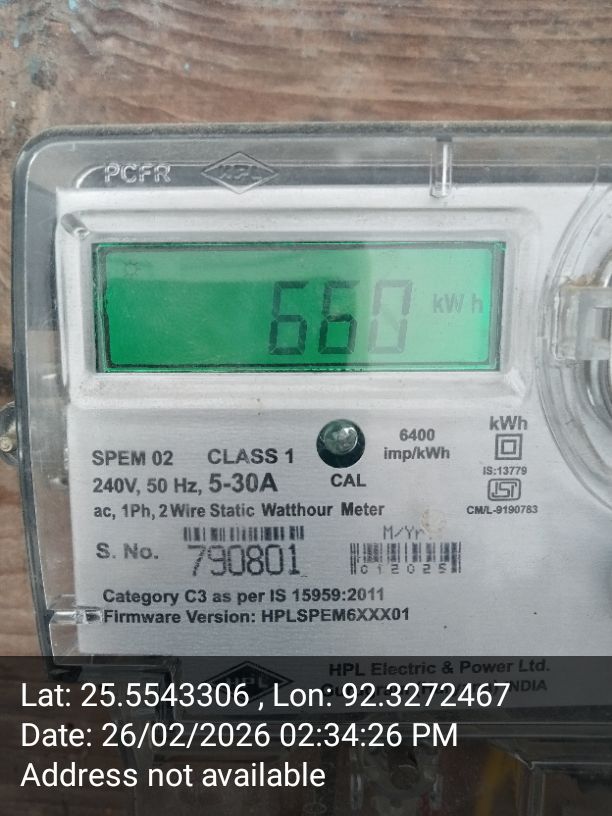 PCFR HPL
660 kWh
SPEM 02 CLASS 1
6400
imp/kWh
kWh
IS:13779
CM/L-9190783
240V, 50 Hz, 5-30A
CAL
ac, 1Ph, 2 Wire Static Watthour Meter
S. No. 790801
M/Yr.
012025
Category C3 as per IS 15959:2011
Firmware Version: HPLSPEM6XXX01
HPL
HPL Electric & Power Ltd.
INDIA
Lat: 25.5543306 , Lon: 92.3272467
Date: 26/02/2026 02:34:26 PM
Address not available